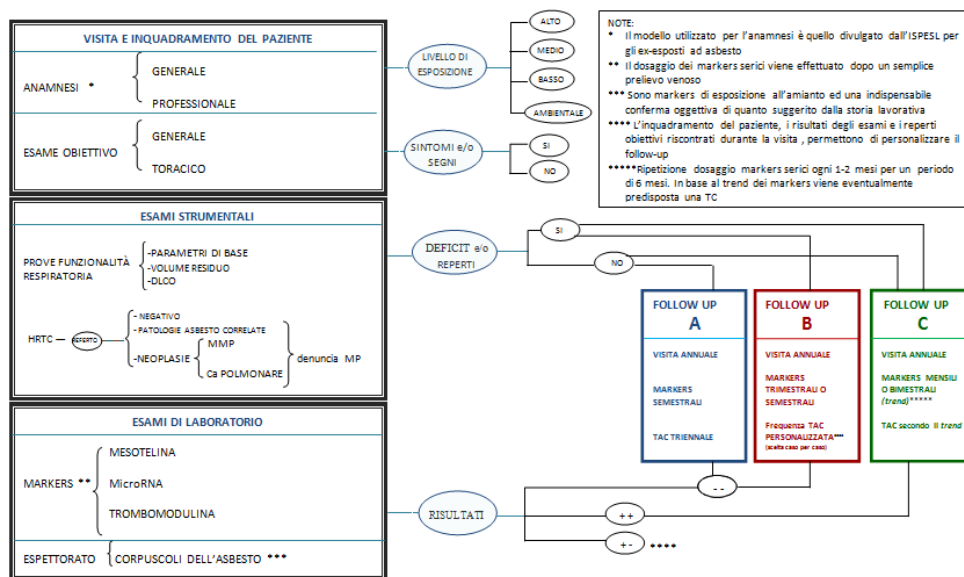 VISITA E INQUADRAMENTO DEL PAZIENTE
ANAMNESI *
GENERALE
PROFESSIONALE
ESAME OBIETTIVO
GENERALE
TORACICO
LIVELLO DI
ESPOSIZIONE
ALTO
MEDIO
BASSO
AMBIENTALE
SINTOMI e/o
SEGNI
SI
NO
NOTE:
* Il modello utilizzato per l'anamnesi è quello divulgato dall'ISPESL per
gli ex-esposti ad asbesto
** Il dosaggio dei markers serici viene effettuato dopo un semplice
prelievo venoso
*** Sono markers di esposizione all'amianto ed una indispensabile
conferma oggettiva di quanto suggerito dalla storia lavorativa
**** L'inquadramento del paziente, i risultati degli esami e i reperti
obiettivi riscontrati durante la visita , permettono di personalizzare il
follow-up
*****Ripetizione dosaggio markers serici ogni 1-2 mesi per un periodo
di 6 mesi. In base al trend dei markers viene eventualmente
predisposta una TC
ESAMI STRUMENTALI
PROVE FUNZIONALITÀ
RESPIRATORIA
-PARAMETRI DI BASE
-VOLUME RESIDUO
-DLCO
HRTC —
REFERTO
- NEGATIVO
- PATOLOGIE ASBESTO CORRELATE
-NEOPLASIE
MMP
Ca POLMONARE
denuncia MP
DEFICIT e/o
REPERTI
SI
NO
FOLLOW UP
A
VISITA ANNUALE
MARKERS
SEMESTRALI
TAC TRIENNALE
FOLLOW UP
B
VISITA ANNUALE
MARKERS
TRIMESTRALI O
SEMESTRALI
Frequenza TAC
PERSONALIZZATA****
(scelta caso per caso)
FOLLOW UP
C
VISITA ANNUALE
MARKERS MENSILI
O BIMESTRALI
(trend)*****
TAC secondo il trend
ESAMI DI LABORATORIO
MARKERS **
MESOTELINA
MicroRNA
TROMBOMODULINA
ESPETTORATO
CORPUSCOLI DELL'ASBESTO ***
RISULTATI
- -
++
+- ****